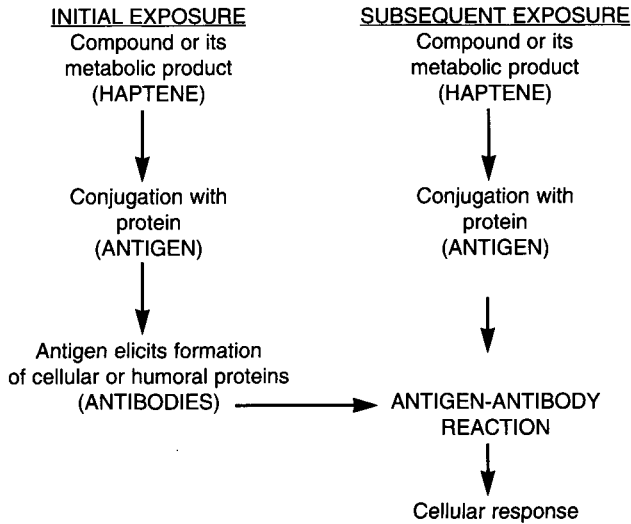 INITIAL EXPOSURE
Compound or its
metabolic product
(HAPTENE)
Conjugation with
protein
(ANTIGEN)
Antigen elicits formation
of cellular or humoral proteins
(ANTIBODIES)
SUBSEQUENT EXPOSURE
Compound or its
metabolic product
(HAPTENE)
Conjugation with
protein
(ANTIGEN)
ANTIGEN-ANTIBODY
REACTION
Cellular response